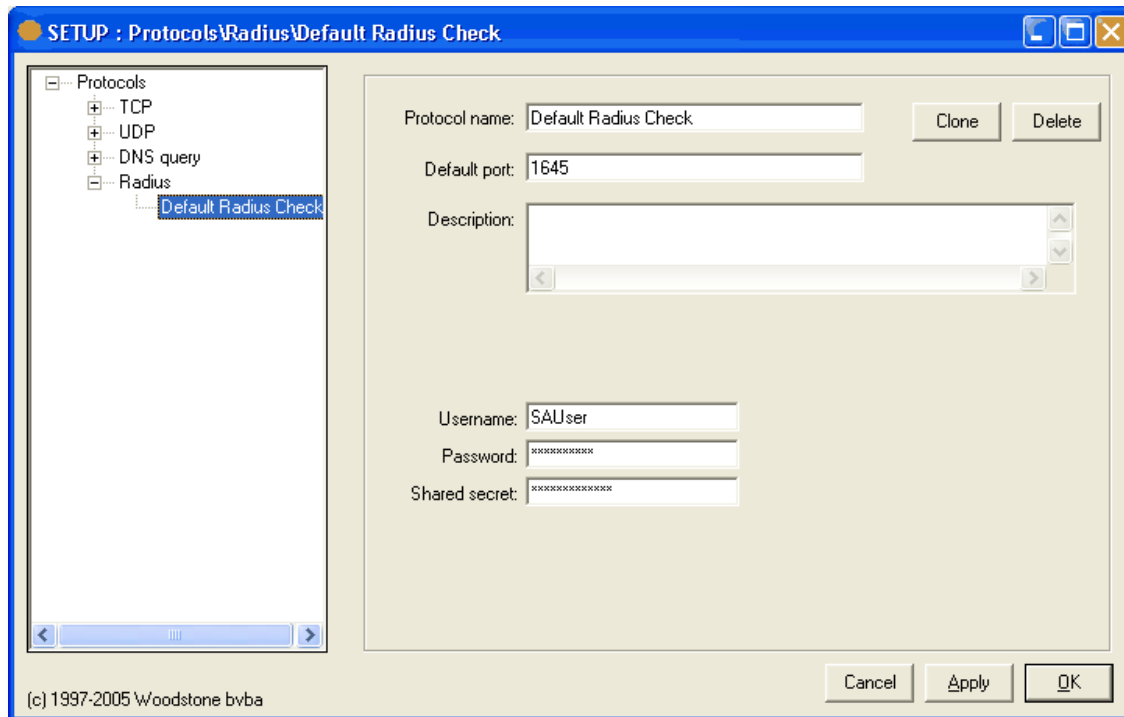 SETUP : Protocols\Radius\Default Radius Check
Protocols
TCP
UDP
DNS query
Radius
Default Radius Check
Protocol name: Default Radius Check
Clone
Delete
Default port: 1645
Description:
Username: SAUser
Password: **********
Shared secret: *************
Cancel
Apply
OK
(c) 1997-2005 Woodstone bvba